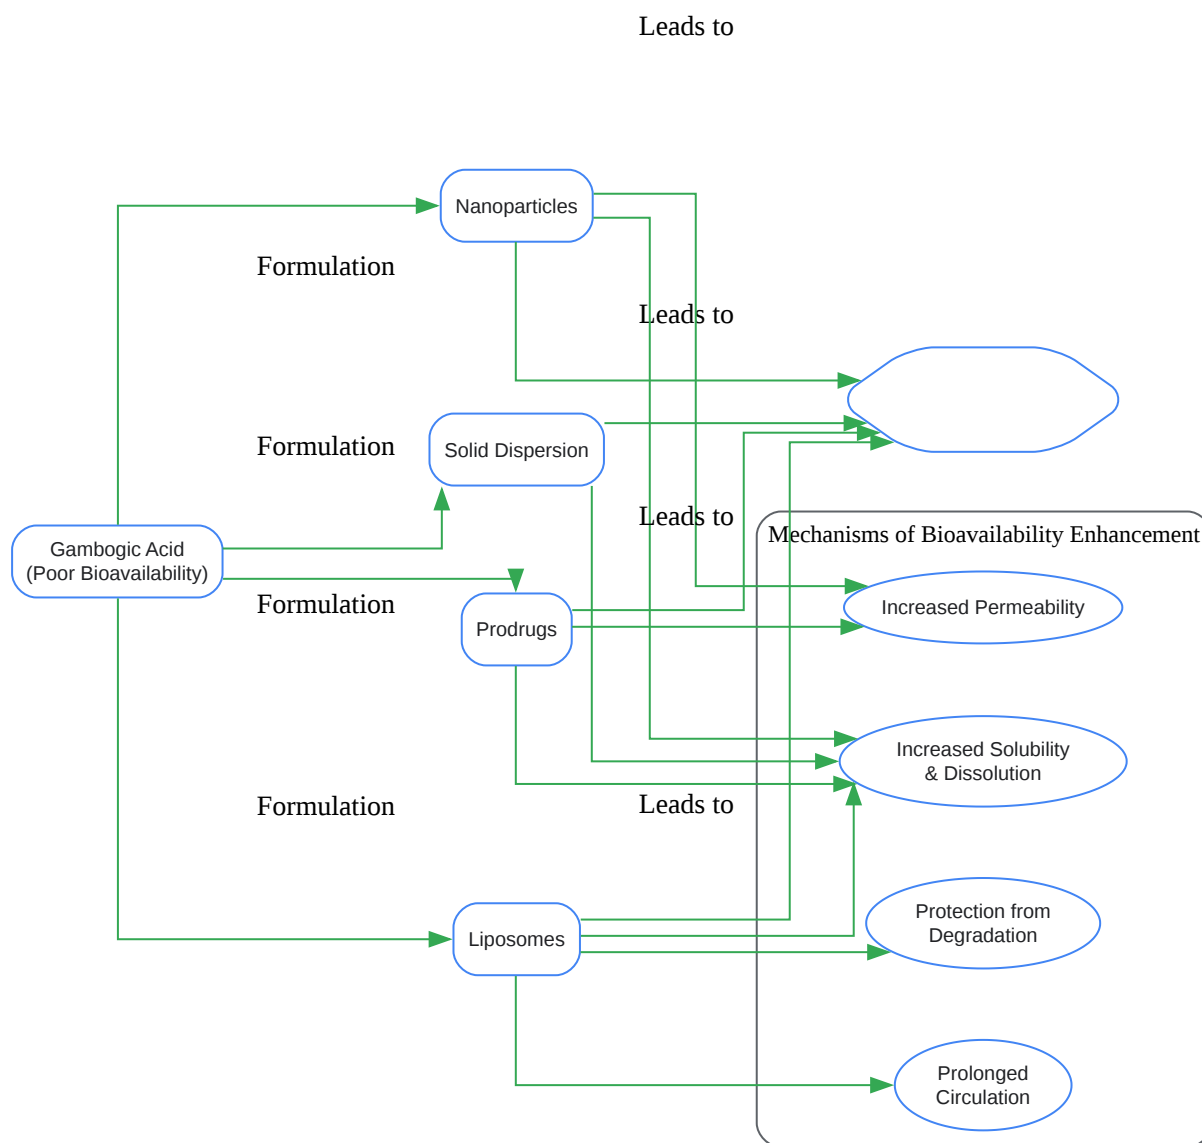 Leads to
Nanoparticles
Formulation
Leads to
Formulation
Solid Dispersion
Leads to
Mechanisms of Bioavailability Enhancement
Gambogic Acid
(Poor Bioavailability)
Formulation
Increased Permeability
Prodrugs
Increased Solubility
& Dissolution
Formulation
Leads to
Liposomes
Protection from
Degradation
Prolonged
Circulation